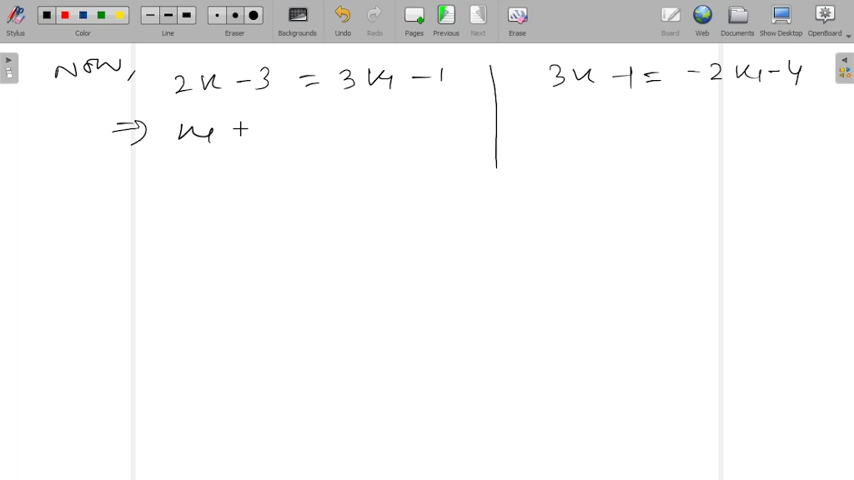 Stylus Color Line Eraser Backgrounds Undo Redo Pages Previous Next Erase Board Web Documents Show Desktop OpenBoard
Now, 2x - 3 = 3x₁ - 1 | 3x - 1 = -2x₁ - 4
⇒ x₁ +